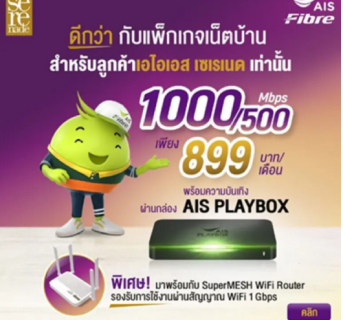 se
re
nade
AIS
Fibre
ดีกว่า กับแพ็กเกจเน็ตบ้าน
สำหรับลูกค้าเอไอเอส เซเรเนด เท่านั้น
1000/500 Mbps
เพียง 899 บาท/เดือน
พร้อมความบันเทิง
ผ่านกล่อง AIS PLAYBOX
พิเศษ! มาพร้อมกับ SuperMESH WiFi Router
รองรับการใช้งานผ่านสัญญาณ WiFi 1 Gbps
คลิก